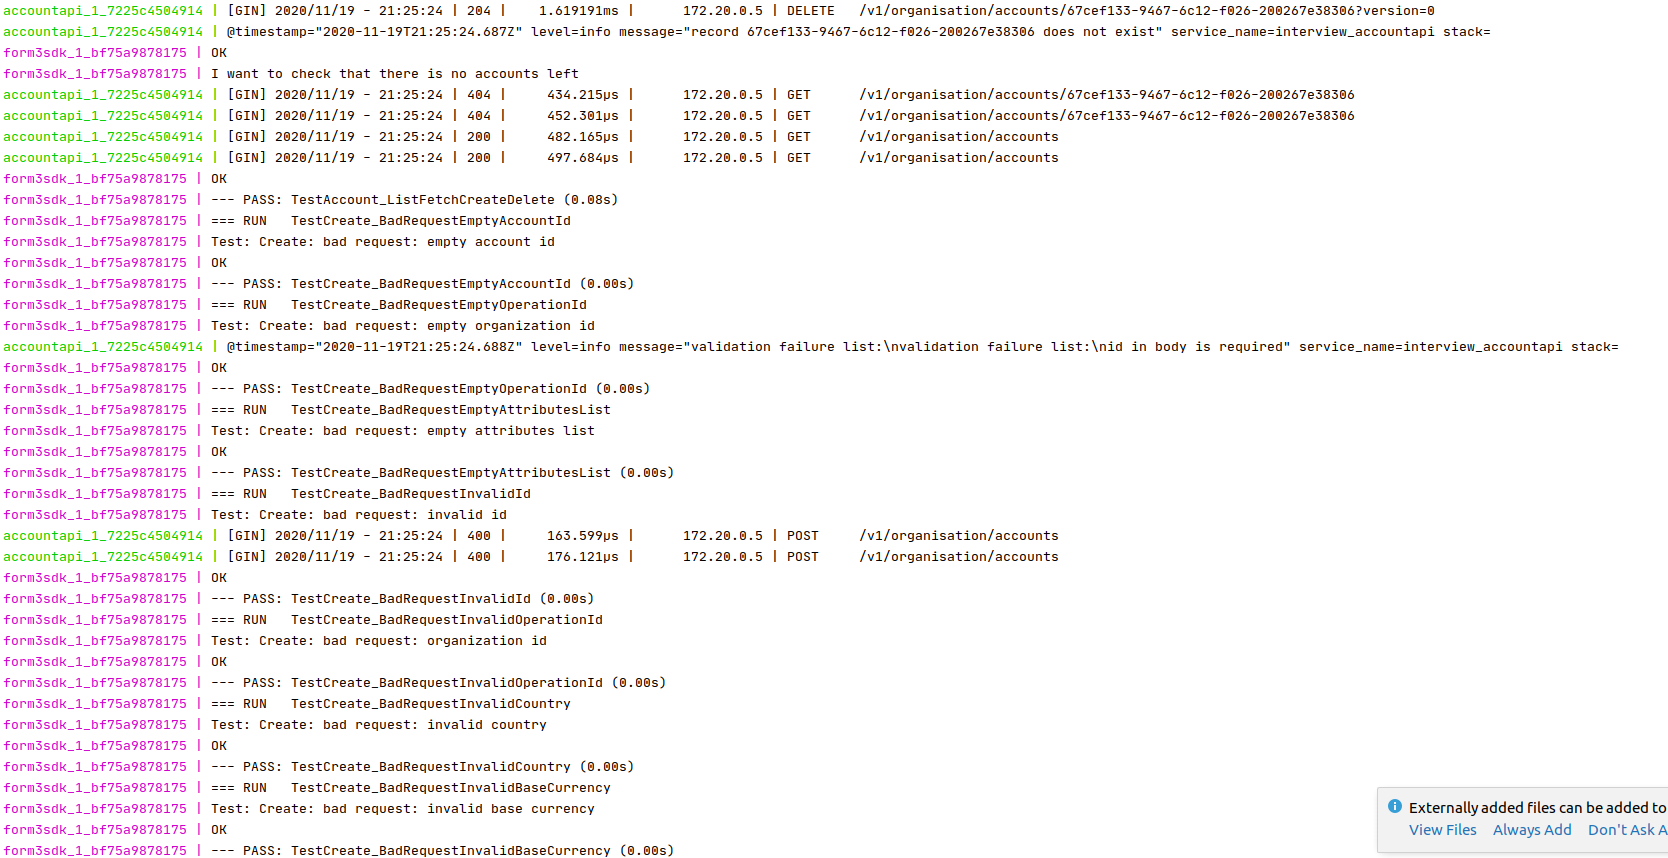 accountapi_1_7225c4504914 | [GIN] 2020/11/19 - 21:25:24 | 204 |    1.619191ms |      172.20.0.5 | DELETE   /v1/organisation/accounts/67cef133-9467-6c12-f026-200267e38306?version=0
accountapi_1_7225c4504914 | @timestamp="2020-11-19T21:25:24.687Z" level=info message="record 67cef133-9467-6c12-f026-200267e38306 does not exist" service_name=interview_accountapi stack=
form3sdk_1_bf75a9878175 | OK
form3sdk_1_bf75a9878175 | I want to check that there is no accounts left
accountapi_1_7225c4504914 | [GIN] 2020/11/19 - 21:25:24 | 404 |     434.215µs |      172.20.0.5 | GET      /v1/organisation/accounts/67cef133-9467-6c12-f026-200267e38306
accountapi_1_7225c4504914 | [GIN] 2020/11/19 - 21:25:24 | 404 |     452.301µs |      172.20.0.5 | GET      /v1/organisation/accounts/67cef133-9467-6c12-f026-200267e38306
accountapi_1_7225c4504914 | [GIN] 2020/11/19 - 21:25:24 | 200 |     482.165µs |      172.20.0.5 | GET      /v1/organisation/accounts
accountapi_1_7225c4504914 | [GIN] 2020/11/19 - 21:25:24 | 200 |     497.684µs |      172.20.0.5 | GET      /v1/organisation/accounts
form3sdk_1_bf75a9878175 | OK
form3sdk_1_bf75a9878175 | --- PASS: TestAccount_ListFetchCreateDelete (0.08s)
form3sdk_1_bf75a9878175 | === RUN   TestCreate_BadRequestEmptyAccountId
form3sdk_1_bf75a9878175 | Test: Create: bad request: empty account id
form3sdk_1_bf75a9878175 | OK
form3sdk_1_bf75a9878175 | --- PASS: TestCreate_BadRequestEmptyAccountId (0.00s)
form3sdk_1_bf75a9878175 | === RUN   TestCreate_BadRequestEmptyOperationId
form3sdk_1_bf75a9878175 | Test: Create: bad request: empty organization id
accountapi_1_7225c4504914 | @timestamp="2020-11-19T21:25:24.688Z" level=info message="validation failure list:\nvalidation failure list:\nid in body is required" service_name=interview_accountapi stack=
form3sdk_1_bf75a9878175 | OK
form3sdk_1_bf75a9878175 | --- PASS: TestCreate_BadRequestEmptyOperationId (0.00s)
form3sdk_1_bf75a9878175 | === RUN   TestCreate_BadRequestEmptyAttributesList
form3sdk_1_bf75a9878175 | Test: Create: bad request: empty attributes list
form3sdk_1_bf75a9878175 | OK
form3sdk_1_bf75a9878175 | --- PASS: TestCreate_BadRequestEmptyAttributesList (0.00s)
form3sdk_1_bf75a9878175 | === RUN   TestCreate_BadRequestInvalidId
form3sdk_1_bf75a9878175 | Test: Create: bad request: invalid id
accountapi_1_7225c4504914 | [GIN] 2020/11/19 - 21:25:24 | 400 |     163.599µs |      172.20.0.5 | POST     /v1/organisation/accounts
accountapi_1_7225c4504914 | [GIN] 2020/11/19 - 21:25:24 | 400 |     176.121µs |      172.20.0.5 | POST     /v1/organisation/accounts
form3sdk_1_bf75a9878175 | OK
form3sdk_1_bf75a9878175 | --- PASS: TestCreate_BadRequestInvalidId (0.00s)
form3sdk_1_bf75a9878175 | === RUN   TestCreate_BadRequestInvalidOperationId
form3sdk_1_bf75a9878175 | Test: Create: bad request: organization id
form3sdk_1_bf75a9878175 | OK
form3sdk_1_bf75a9878175 | --- PASS: TestCreate_BadRequestInvalidOperationId (0.00s)
form3sdk_1_bf75a9878175 | === RUN   TestCreate_BadRequestInvalidCountry
form3sdk_1_bf75a9878175 | Test: Create: bad request: invalid country
form3sdk_1_bf75a9878175 | OK
form3sdk_1_bf75a9878175 | --- PASS: TestCreate_BadRequestInvalidCountry (0.00s)
form3sdk_1_bf75a9878175 | === RUN   TestCreate_BadRequestInvalidBaseCurrency
form3sdk_1_bf75a9878175 | Test: Create: bad request: invalid base currency
form3sdk_1_bf75a9878175 | OK
form3sdk_1_bf75a9878175 | --- PASS: TestCreate_BadRequestInvalidBaseCurrency (0.00s)
Externally added files can be added to
View Files Always Add Don't Ask A